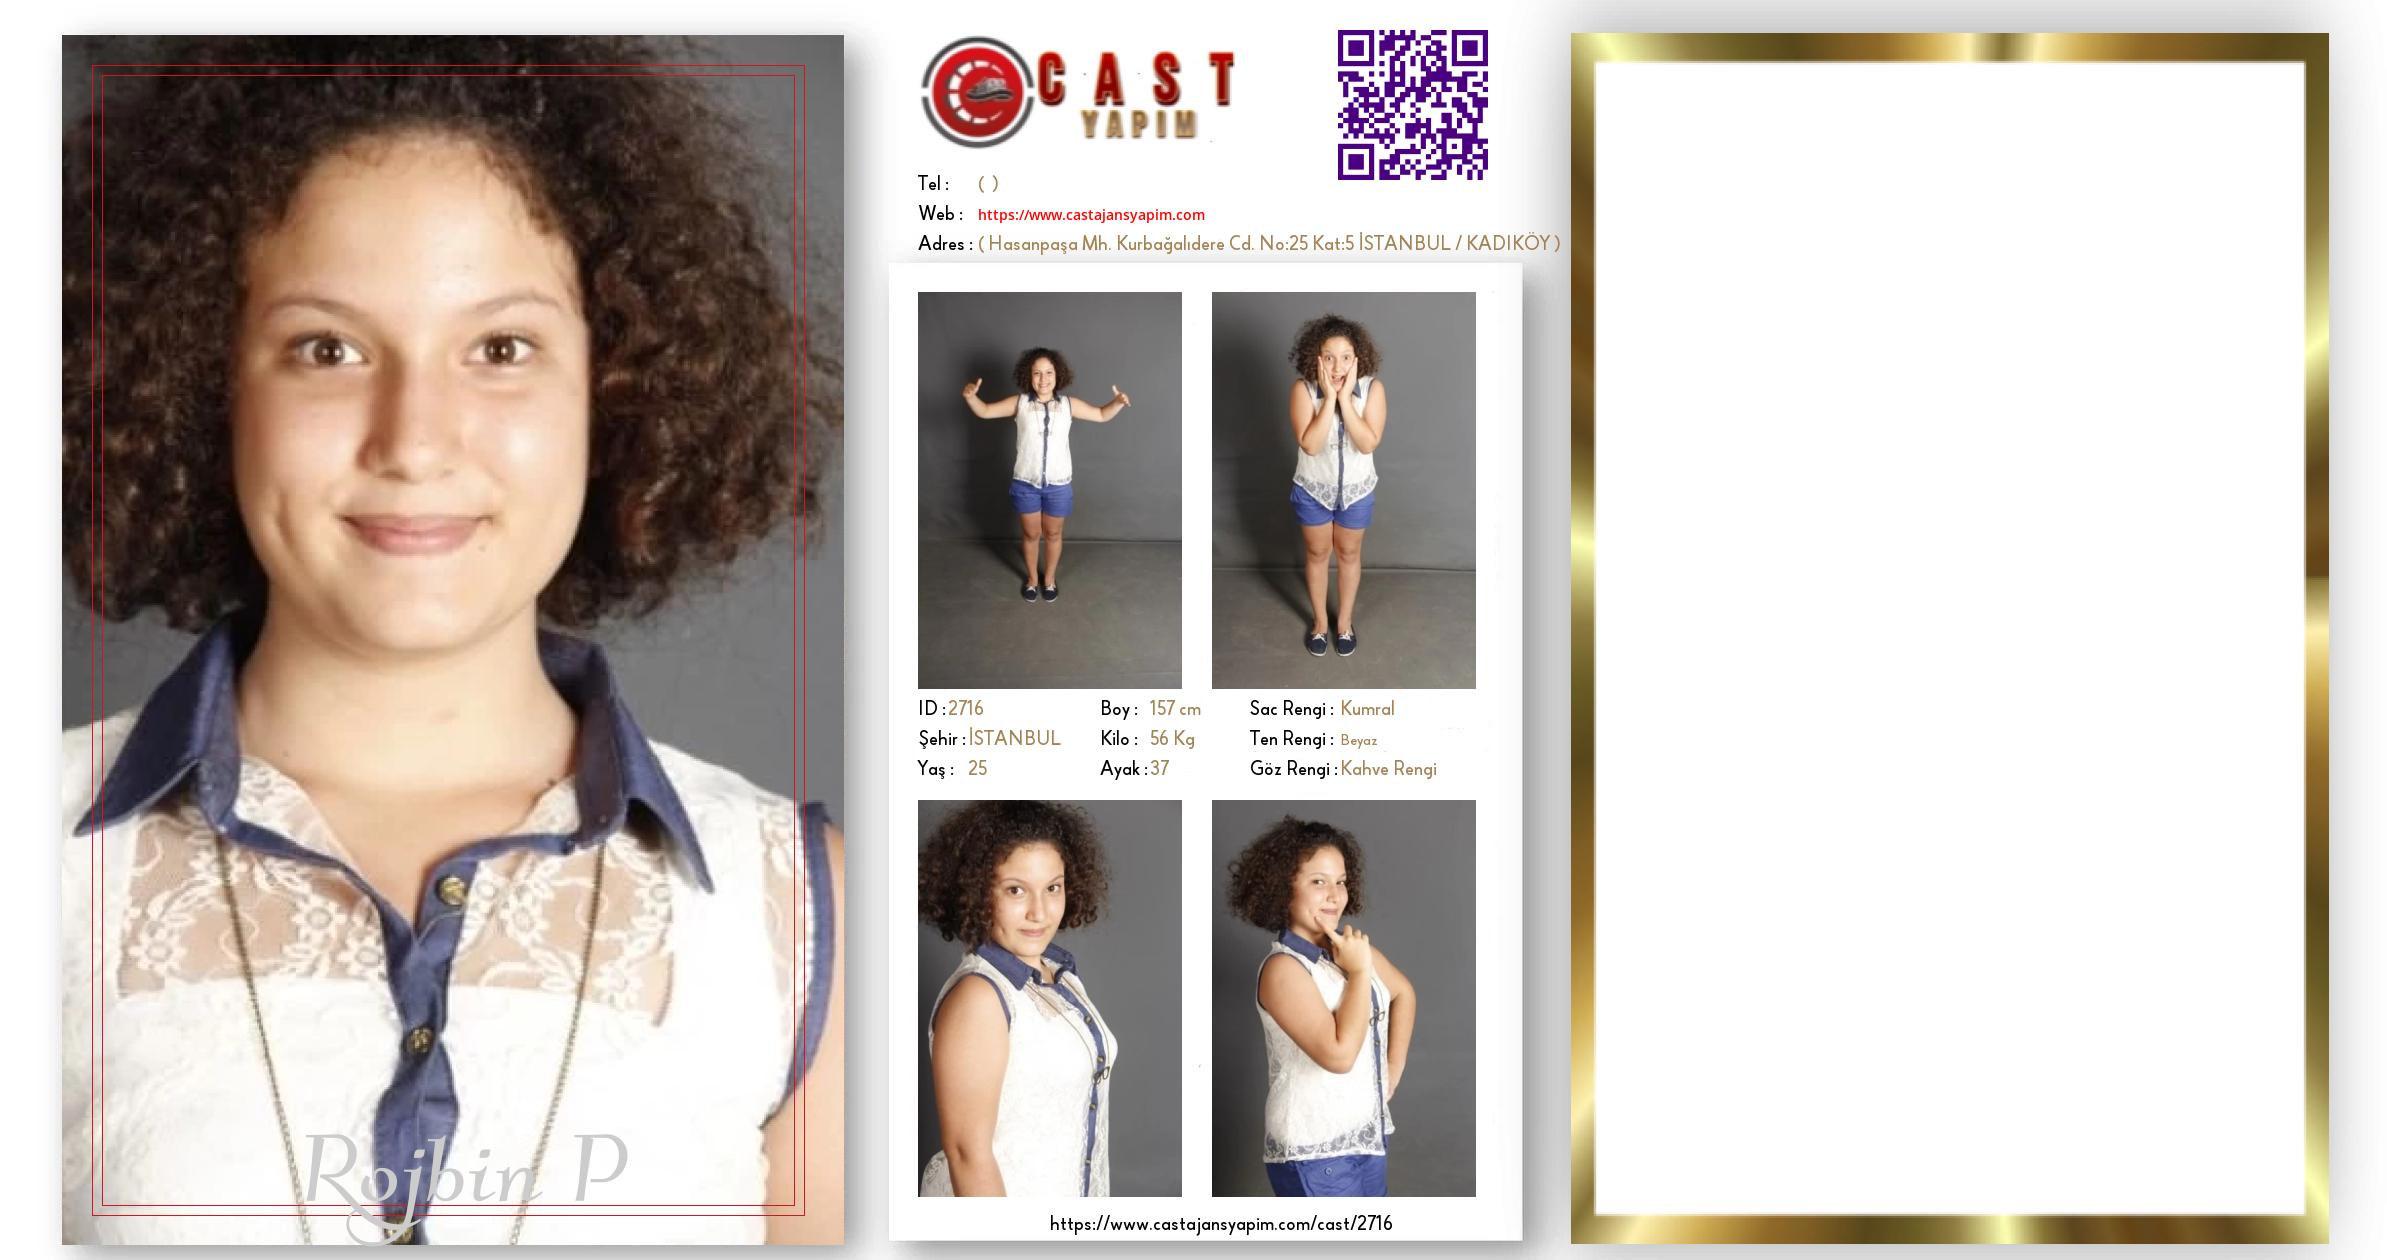 Rojbin P
CAST
YAPIM
Tel : ( )
Web : https://www.castajansyapim.com
Adres : ( Hasanpaşa Mh. Kurbağalıdere Cd. No:25 Kat:5 İSTANBUL / KADIKÖY )
ID : 2716 Boy : 157 cm Sac Rengi : Kumral
Şehir : İSTANBUL Kilo : 56 Kg Ten Rengi : Beyaz
Yaş : 25 Ayak : 37 Göz Rengi : Kahve Rengi
https://www.castajansyapim.com/cast/2716